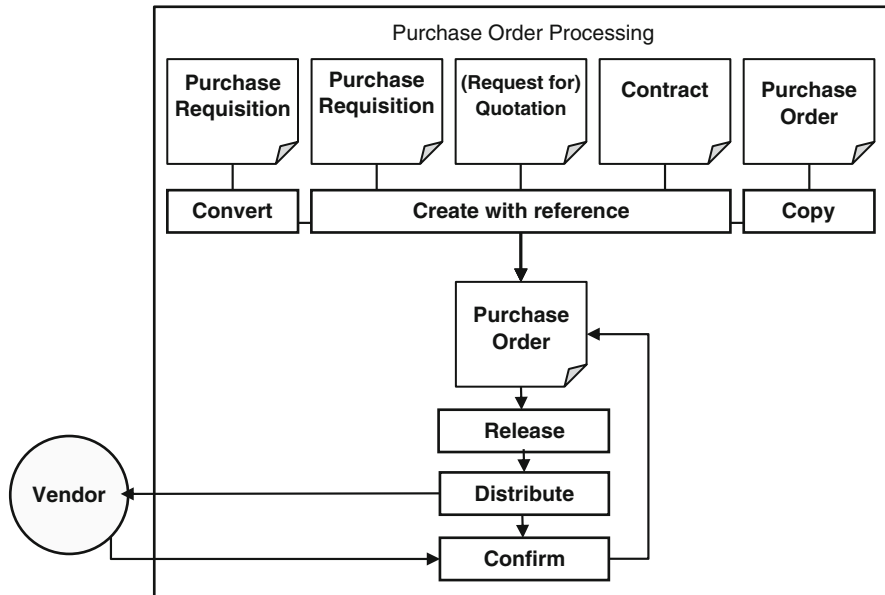 Purchase Order Processing
Purchase
Requisition
Purchase
Requisition
(Request for)
Quotation
Contract
Purchase
Order
Convert
Create with reference
Copy
Purchase
Order
Release
Vendor
Distribute
Confirm